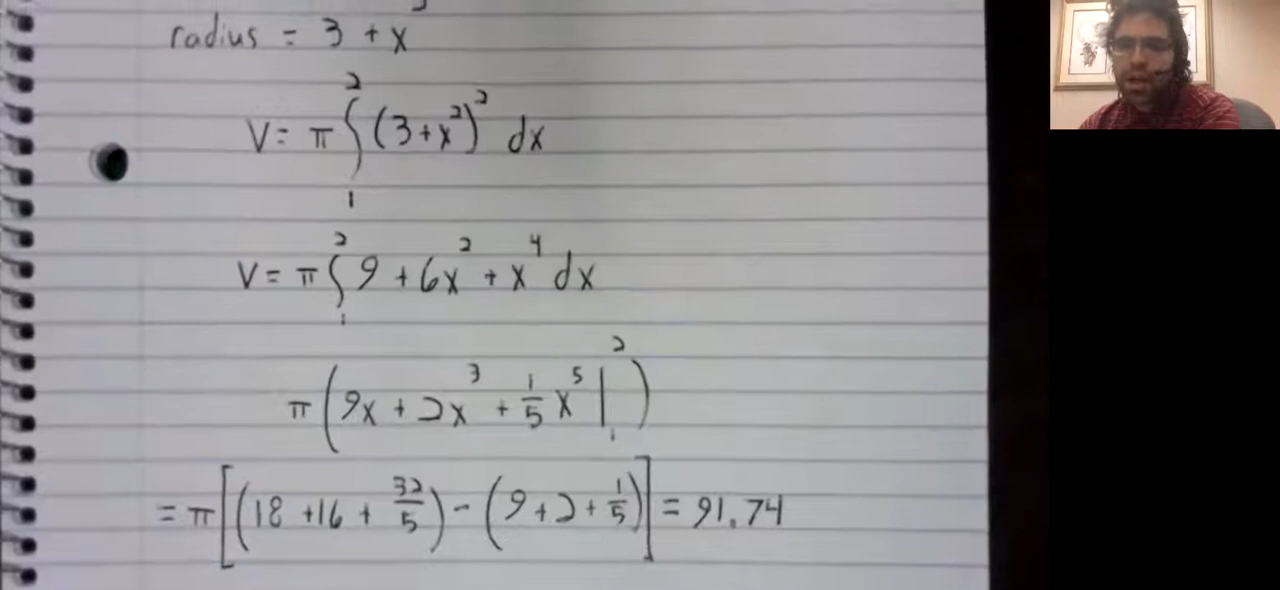 radius = 3 + x²
V = π ∫₁² (3 + x²)² dx
V = π ∫₁² 9 + 6x² + x⁴ dx
π (9x + 2x³ + 1/5 x⁵ |₁²)
= π [(18 + 16 + 32/5) - (9 + 2 + 1/5)] = 91.74